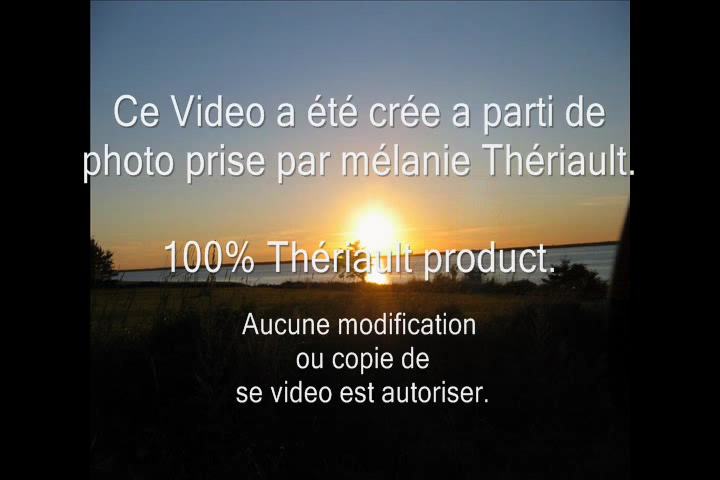 Ce Video a été crée a parti de
photo prise par mélanie Thériault.
100% Thériault product.
Aucune modification
ou copie de
se video est autoriser.